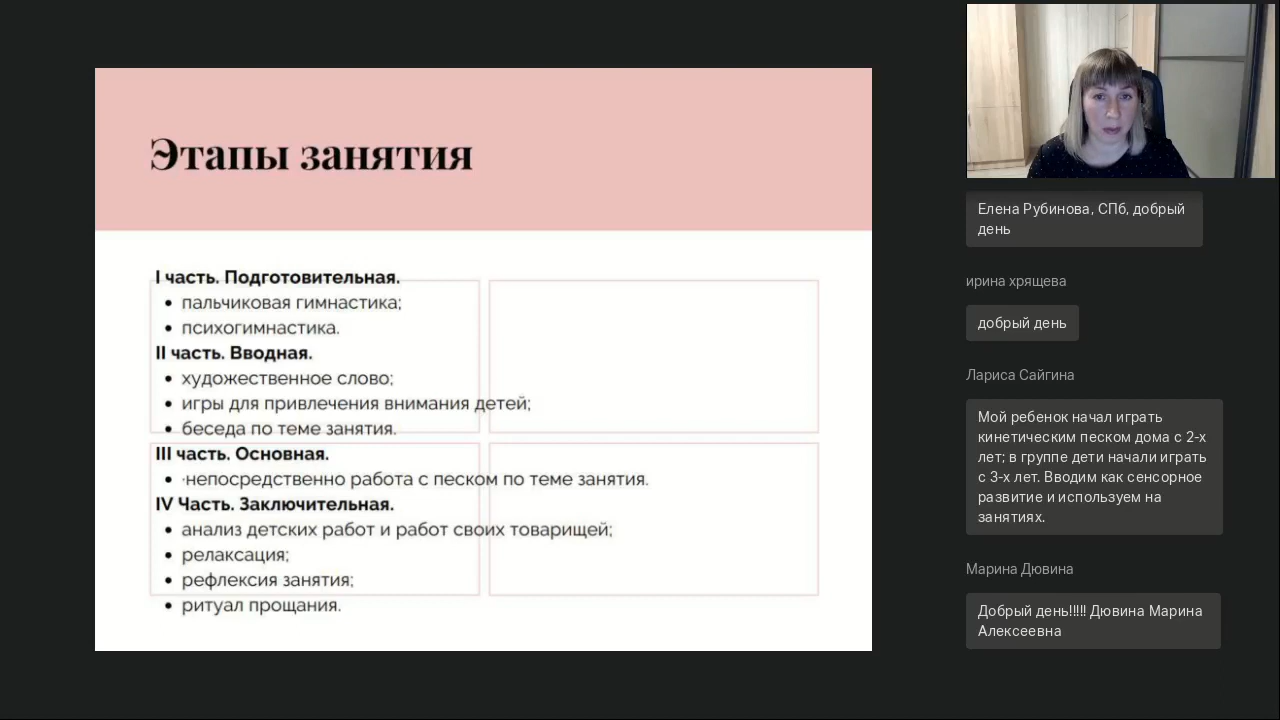 Этапы занятия
I часть. Подготовительная.
• пальчиковая гимнастика;
• психогимнастика.
II часть. Вводная.
• художественное слово;
• игры для привлечения внимания детей;
• беседа по теме занятия.
III часть. Основная.
• ·непосредственно работа с песком по теме занятия.
IV Часть. Заключительная.
• анализ детских работ и работ своих товарищей;
• релаксация;
• рефлексия занятия;
• ритуал прощания.
Елена Рубинова, СПб, добрый
день
ирина хрящева
добрый день
Лариса Сайгина
Мой ребенок начал играть
кинетическим песком дома с 2-х
лет; в группе дети начали играть
с 3-х лет. Вводим как сенсорное
развитие и используем на
занятиях.
Марина Дювина
Добрый день!!!!! Дювина Марина
Алексеевна